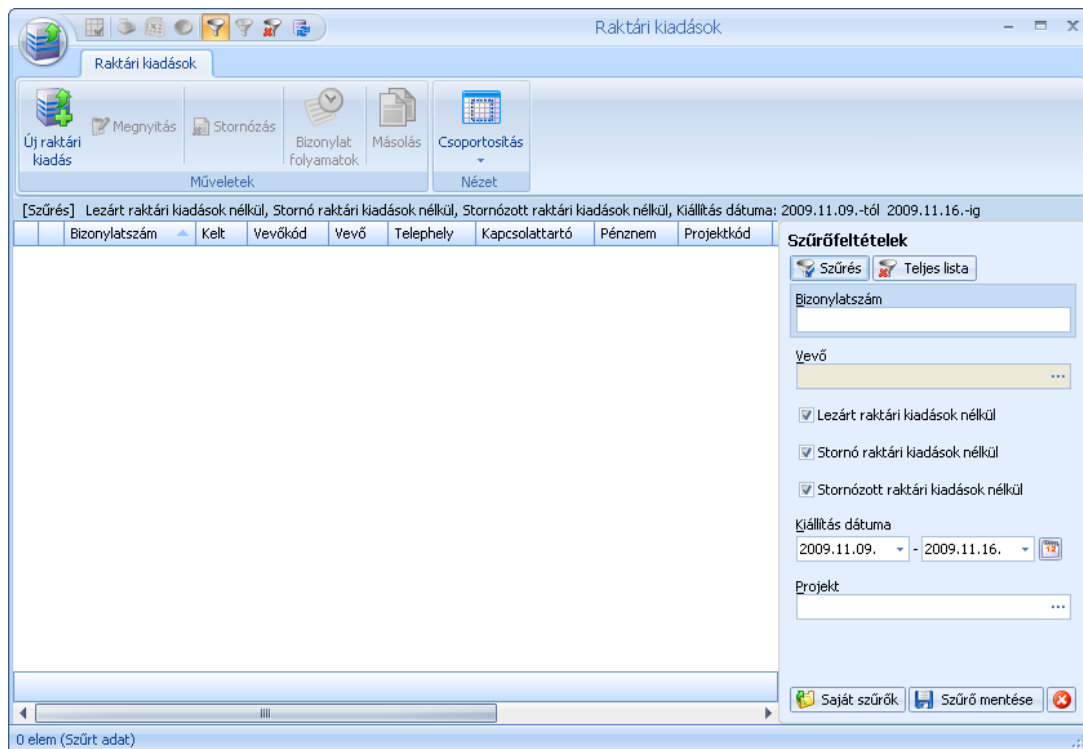 Raktári kiadások
Raktári kiadások
Új raktári kiadás
Megnyitás
Stornózás
Bizonylat folyamatok
Másolás
Csoportosítás
Műveletek
Nézet
[Szűrés] Lezárt raktári kiadások nélkül, Stornó raktári kiadások nélkül, Stornózott raktári kiadások nélkül, Kiállítás dátuma: 2009.11.09.-tól 2009.11.16.-ig
Bizonylatszám Kelt Vevőkód Vevő Telephely Kapcsolattartó Pénznem Projektkód
Szűrőfeltételek
Szűrés Teljes lista
Bizonylatszám
Vevő
Lezárt raktári kiadások nélkül
Stornó raktári kiadások nélkül
Stornózott raktári kiadások nélkül
Kiállítás dátuma
2009.11.09. - 2009.11.16. 12
Projekt
Saját szűrők Szűrő mentése
0 elem (Szűrt adat)